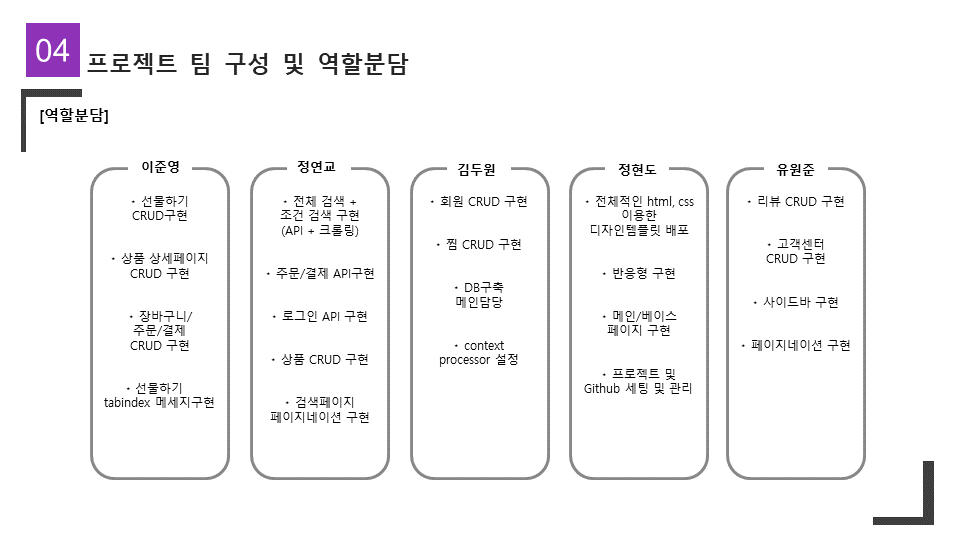 04
프로젝트 팀 구성 및 역할분담
[역할분담]
이준영
• 선물하기
CRUD구현
• 상품 상세페이지
CRUD 구현
• 장바구니/
주문/결제
CRUD 구현
• 선물하기
tabindex 메세지구현
정연교
• 전체 검색 +
조건 검색 구현
(API + 크롤링)
• 주문/결제 API구현
• 로그인 API 구현
• 상품 CRUD 구현
• 검색페이지
페이지네이션 구현
김두원
• 회원 CRUD 구현
• 찜 CRUD 구현
• DB구축
메인담당
• context
processor 설정
정현도
• 전체적인 html, css
이용한
디자인템플릿 배포
• 반응형 구현
• 메인/베이스
페이지 구현
• 프로젝트 및
Github 세팅 및 관리
유원준
• 리뷰 CRUD 구현
• 고객센터
CRUD 구현
• 사이드바 구현
• 페이지네이션 구현